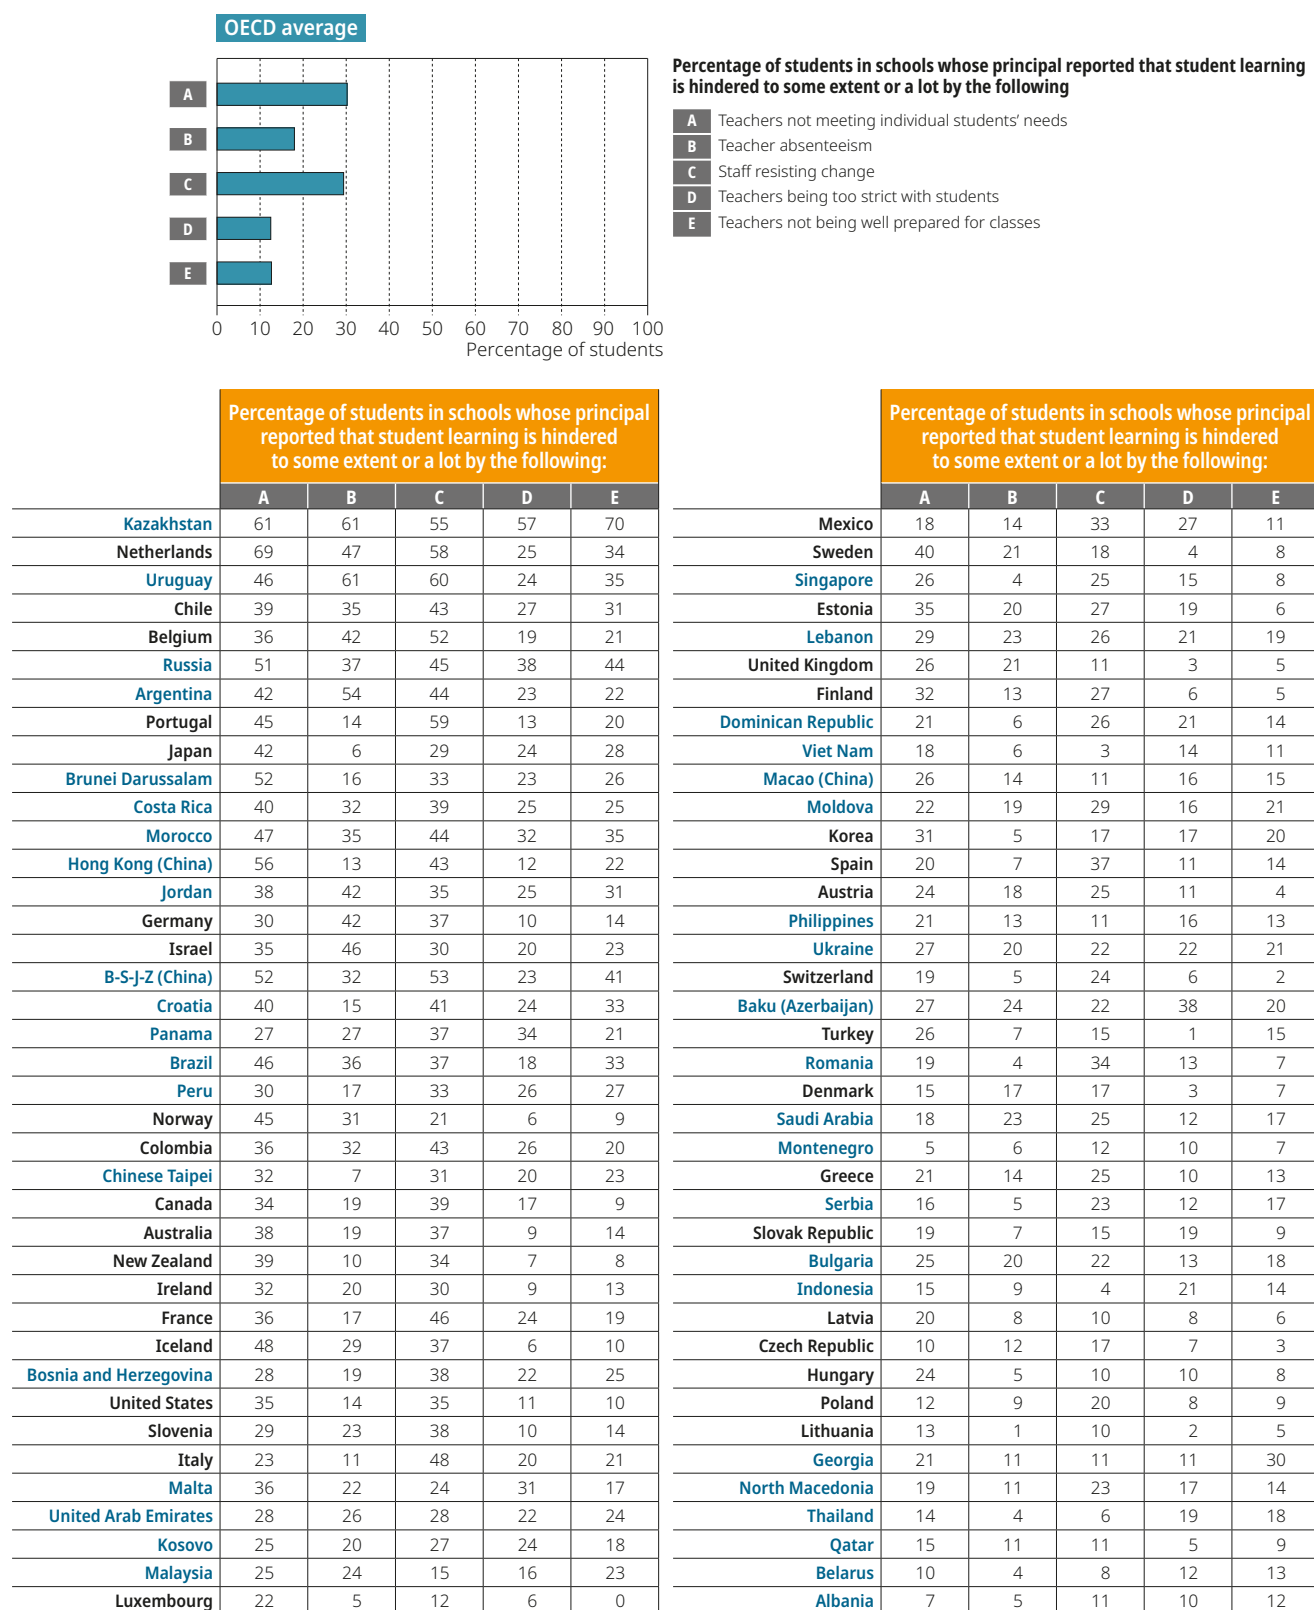 OECD average
A
B
C
D
E
0 10 20 30 40 50 60 70 80 90 100
Percentage of students
Percentage of students in schools whose principal reported that student learning
is hindered to some extent or a lot by the following
A Teachers not meeting individual students' needs
B Teacher absenteeism
C Staff resisting change
D Teachers being too strict with students
E Teachers not being well prepared for classes
Percentage of students in schools whose principal
reported that student learning is hindered
to some extent or a lot by the following:
A B C D E
Kazakhstan 61 61 55 57 70
Netherlands 69 47 58 25 34
Uruguay 46 61 60 24 35
Chile 39 35 43 27 31
Belgium 36 42 52 19 21
Russia 51 37 45 38 44
Argentina 42 54 44 23 22
Portugal 45 14 59 13 20
Japan 42 6 29 24 28
Brunei Darussalam 52 16 33 23 26
Costa Rica 40 32 39 25 25
Morocco 47 35 44 32 35
Hong Kong (China) 56 13 43 12 22
Jordan 38 42 35 25 31
Germany 30 42 37 10 14
Israel 35 46 30 20 23
B-S-J-Z (China) 52 32 53 23 41
Croatia 40 15 41 24 33
Panama 27 27 37 34 21
Brazil 46 36 37 18 33
Peru 30 17 33 26 27
Norway 45 31 21 6 9
Colombia 36 32 43 26 20
Chinese Taipei 32 7 31 20 23
Canada 34 19 39 17 9
Australia 38 19 37 9 14
New Zealand 39 10 34 7 8
Ireland 32 20 30 9 13
France 36 17 46 24 19
Iceland 48 29 37 6 10
Bosnia and Herzegovina 28 19 38 22 25
United States 35 14 35 11 10
Slovenia 29 23 38 10 14
Italy 23 11 48 20 21
Malta 36 22 24 31 17
United Arab Emirates 28 26 28 22 24
Kosovo 25 20 27 24 18
Malaysia 25 24 15 16 23
Luxembourg 22 5 12 6 0
Percentage of students in schools whose principal
reported that student learning is hindered
to some extent or a lot by the following:
A B C D E
Mexico 18 14 33 27 11
Sweden 40 21 18 4 8
Singapore 26 4 25 15 8
Estonia 35 20 27 19 6
Lebanon 29 23 26 21 19
United Kingdom 26 21 11 3 5
Finland 32 13 27 6 5
Dominican Republic 21 6 26 21 14
Viet Nam 18 6 3 14 11
Macao (China) 26 14 11 16 15
Moldova 22 19 29 16 21
Korea 31 5 17 17 20
Spain 20 7 37 11 14
Austria 24 18 25 11 4
Philippines 21 13 11 16 13
Ukraine 27 20 22 22 21
Switzerland 19 5 24 6 2
Baku (Azerbaijan) 27 24 22 38 20
Turkey 26 7 15 1 15
Romania 19 4 34 13 7
Denmark 15 17 17 3 7
Saudi Arabia 18 23 25 12 17
Montenegro 5 6 12 10 7
Greece 21 14 25 10 13
Serbia 16 5 23 12 17
Slovak Republic 19 7 15 19 9
Bulgaria 25 20 22 13 18
Indonesia 15 9 4 21 14
Latvia 20 8 10 8 6
Czech Republic 10 12 17 7 3
Hungary 24 5 10 10 8
Poland 12 9 20 8 9
Lithuania 13 1 10 2 5
Georgia 21 11 11 11 30
North Macedonia 19 11 23 17 14
Thailand 14 4 6 19 18
Qatar 15 11 11 5 9
Belarus 10 4 8 12 13
Albania 7 5 11 10 12